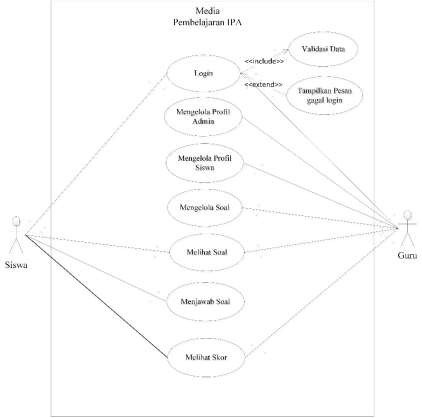 Media
Pembelajaran IPA
Validasi Data
<<include>>
Login
<<extend>>
Tampilkan Pesan
gagal login
Mengelola Profil
Admin
Mengelola Profil
Siswa
Mengelola Soal
Melihat Soal
Siswa
Guru
Menjawab Soal
Melihat Skor